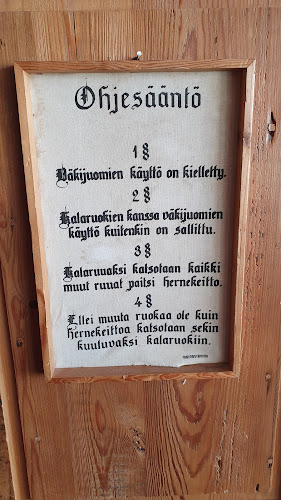 Ohjesääntö
1 §
Väkijuomien käyttö on kielletty.
2 §
Kalaruokien kanssa väkijuomien
käyttö kuitenkin on sallittu.
3 §
Kalaruuaksi katsotaan kaikki
muut ruuat paitsi hernekeitto.
4 §
Ellei muuta ruokaa ole kuin
hernekeittoa katsotaan sekin
kuuluvaksi kalaruokiin.